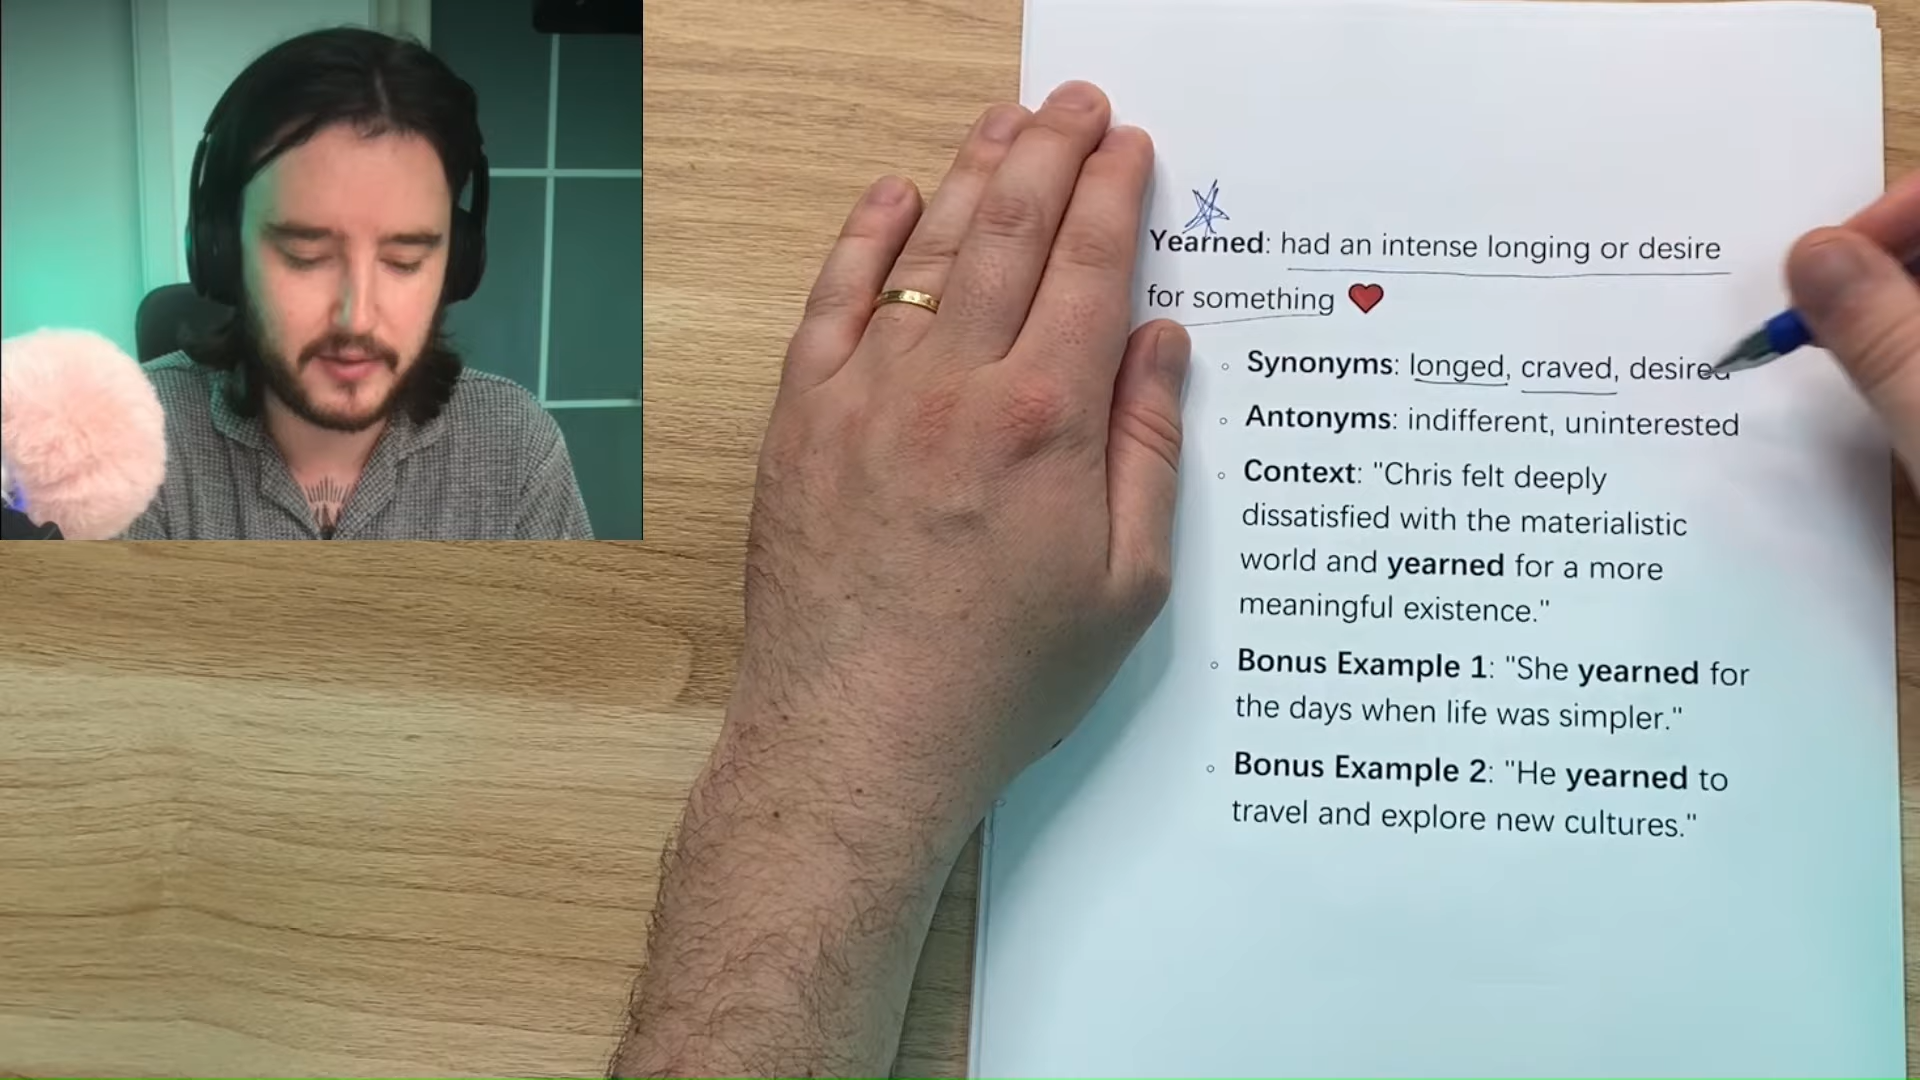 Yearned: had an intense longing or desire
for something ❤️
◦ Synonyms: longed, craved, desired
◦ Antonyms: indifferent, uninterested
◦ Context: "Chris felt deeply
dissatisfied with the materialistic
world and yearned for a more
meaningful existence."
◦ Bonus Example 1: "She yearned for
the days when life was simpler."
◦ Bonus Example 2: "He yearned to
travel and explore new cultures."